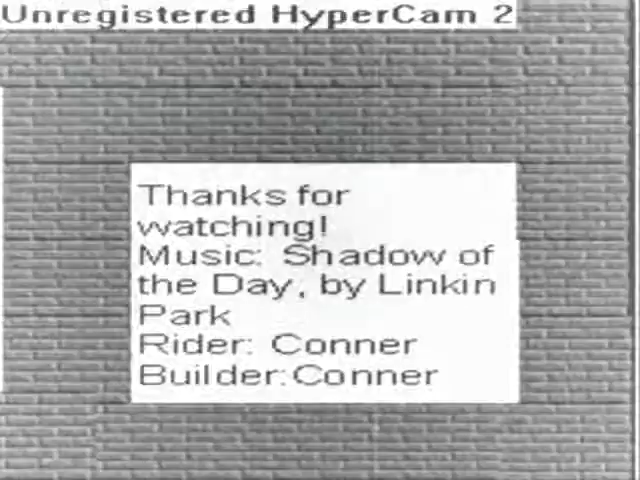 Unregistered HyperCam 2
Thanks for
watching!
Music: Shadow of
the Day, by Linkin
Park
Rider: Conner
Builder:Conner